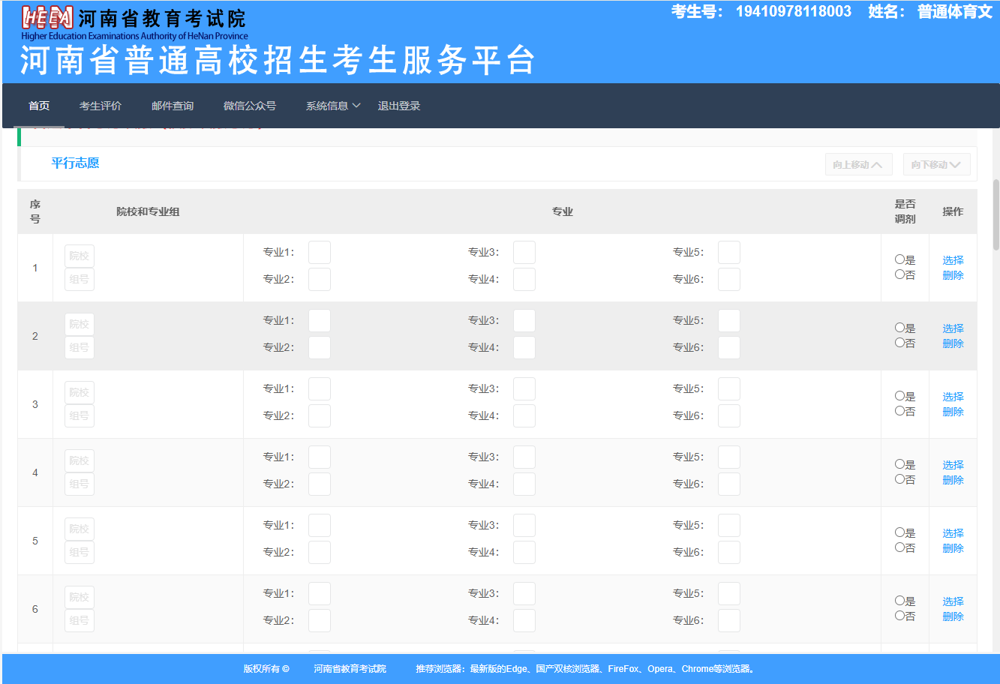 HEEA 河南省教育考试院
Higher Education Examinations Authority of HeNan Province
考生号： 19410978118003 姓名： 普通体育文
河南省普通高校招生考生服务平台
首页 考生评价 邮件查询 微信公众号 系统信息 退出登录
平行志愿 向上移动 向下移动
序号 院校和专业组 专业 是否调剂 操作
1 院校 专业1： 专业3： 专业5： 是 选择
组号 专业2： 专业4： 专业6： 否 删除
2 院校 专业1： 专业3： 专业5： 是 选择
组号 专业2： 专业4： 专业6： 否 删除
3 院校 专业1： 专业3： 专业5： 是 选择
组号 专业2： 专业4： 专业6： 否 删除
4 院校 专业1： 专业3： 专业5： 是 选择
组号 专业2： 专业4： 专业6： 否 删除
5 院校 专业1： 专业3： 专业5： 是 选择
组号 专业2： 专业4： 专业6： 否 删除
6 院校 专业1： 专业3： 专业5： 是 选择
组号 专业2： 专业4： 专业6： 否 删除
版权所有 © 河南省教育考试院 推荐浏览器：最新版的Edge、国产双核浏览器、FireFox、Opera、Chrome等浏览器。